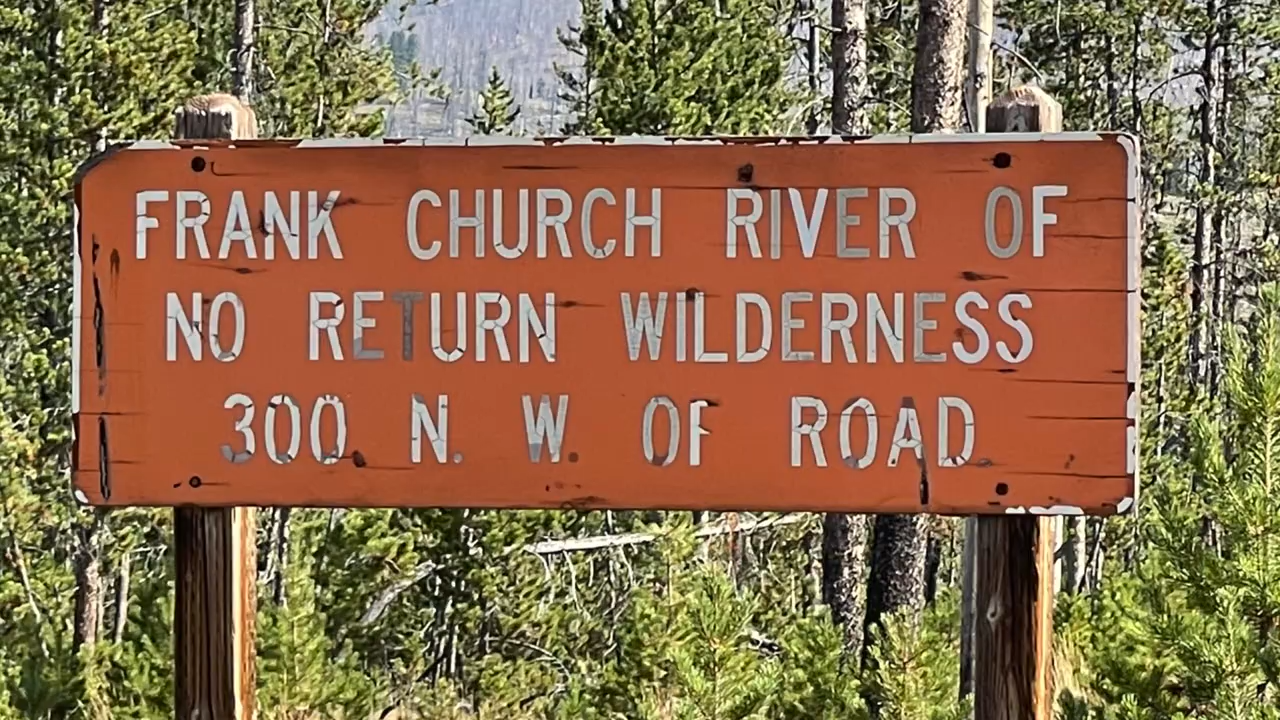 FRANK CHURCH RIVER OF
NO RETURN WILDERNESS
300 N. W. OF ROAD